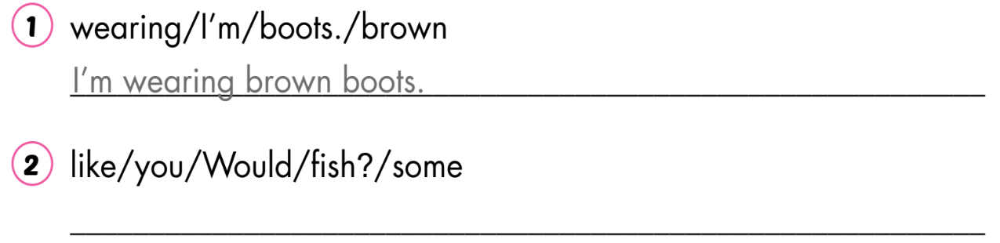 1 wearing/I'm/boots./brown
I'm wearing brown boots.
2 like/you/Would/fish?/some